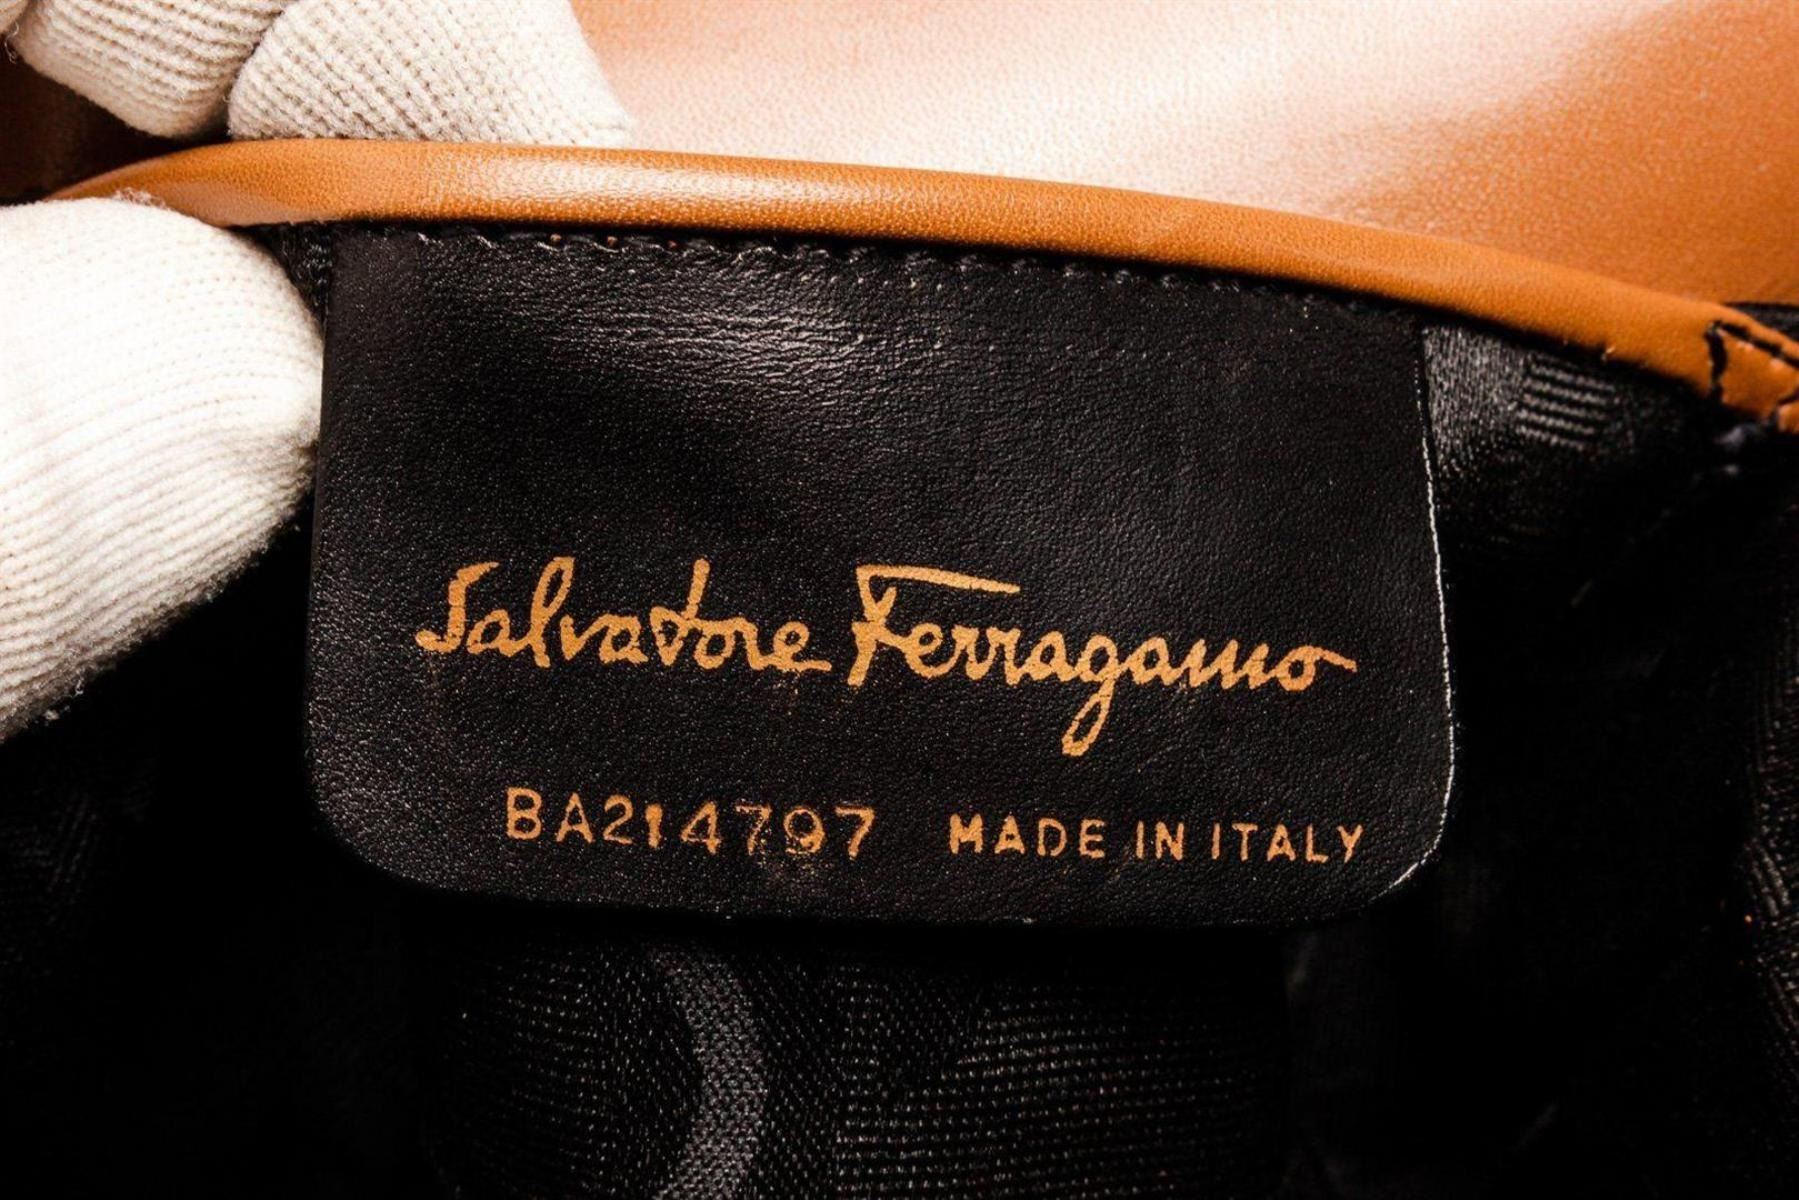 Salvatore Ferragamo
BA214797 MADE IN ITALY